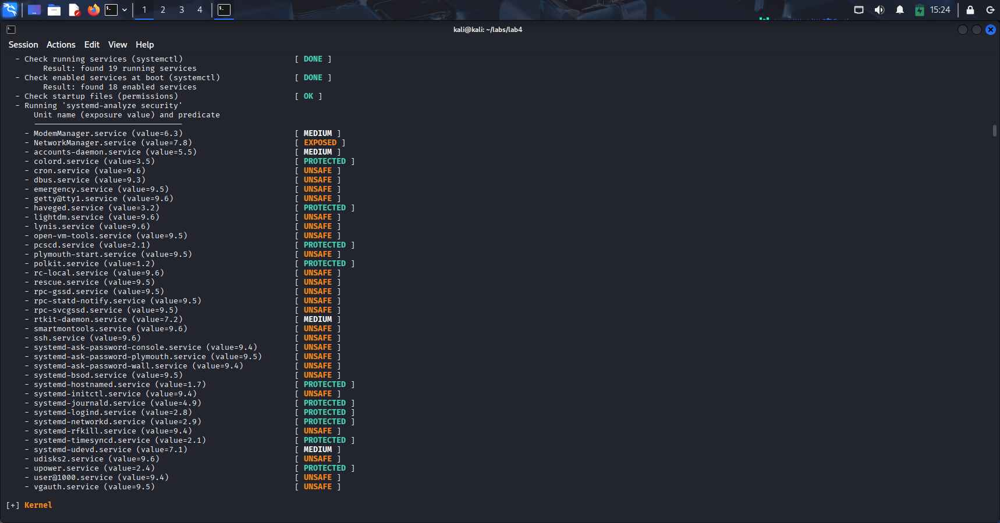 1 2 3 4 15:24
kali@kali: ~/labs/lab4
Session Actions Edit View Help
- Check running services (systemctl) [ DONE ]
Result: found 19 running services
- Check enabled services at boot (systemctl) [ DONE ]
Result: found 18 enabled services
- Check startup files (permissions) [ OK ]
- Running 'systemd-analyze security'
Unit name (exposure value) and predicate
--------------------------------
- ModemManager.service (value=6.3) [ MEDIUM ]
- NetworkManager.service (value=7.8) [ EXPOSED ]
- accounts-daemon.service (value=5.5) [ MEDIUM ]
- colord.service (value=3.5) [ PROTECTED ]
- cron.service (value=9.6) [ UNSAFE ]
- dbus.service (value=9.3) [ UNSAFE ]
- emergency.service (value=9.5) [ UNSAFE ]
- getty@tty1.service (value=9.6) [ UNSAFE ]
- haveged.service (value=3.2) [ PROTECTED ]
- lightdm.service (value=9.6) [ UNSAFE ]
- lynis.service (value=9.6) [ UNSAFE ]
- open-vm-tools.service (value=9.5) [ UNSAFE ]
- pcscd.service (value=2.1) [ PROTECTED ]
- plymouth-start.service (value=9.5) [ UNSAFE ]
- polkit.service (value=1.2) [ PROTECTED ]
- rc-local.service (value=9.6) [ UNSAFE ]
- rescue.service (value=9.5) [ UNSAFE ]
- rpc-gssd.service (value=9.5) [ UNSAFE ]
- rpc-statd-notify.service (value=9.5) [ UNSAFE ]
- rpc-svcgssd.service (value=9.5) [ UNSAFE ]
- rtkit-daemon.service (value=7.2) [ MEDIUM ]
- smartmontools.service (value=9.6) [ UNSAFE ]
- ssh.service (value=9.6) [ UNSAFE ]
- systemd-ask-password-console.service (value=9.4) [ UNSAFE ]
- systemd-ask-password-plymouth.service (value=9.5) [ UNSAFE ]
- systemd-ask-password-wall.service (value=9.4) [ UNSAFE ]
- systemd-bsod.service (value=9.5) [ UNSAFE ]
- systemd-hostnamed.service (value=1.7) [ PROTECTED ]
- systemd-initctl.service (value=9.4) [ UNSAFE ]
- systemd-journald.service (value=4.9) [ PROTECTED ]
- systemd-logind.service (value=2.8) [ PROTECTED ]
- systemd-networkd.service (value=2.9) [ PROTECTED ]
- systemd-rfkill.service (value=9.4) [ UNSAFE ]
- systemd-timesyncd.service (value=2.1) [ PROTECTED ]
- systemd-udevd.service (value=7.1) [ MEDIUM ]
- udisks2.service (value=9.6) [ UNSAFE ]
- upower.service (value=2.4) [ PROTECTED ]
- user@1000.service (value=9.4) [ UNSAFE ]
- vgauth.service (value=9.5) [ UNSAFE ]
[+] Kernel